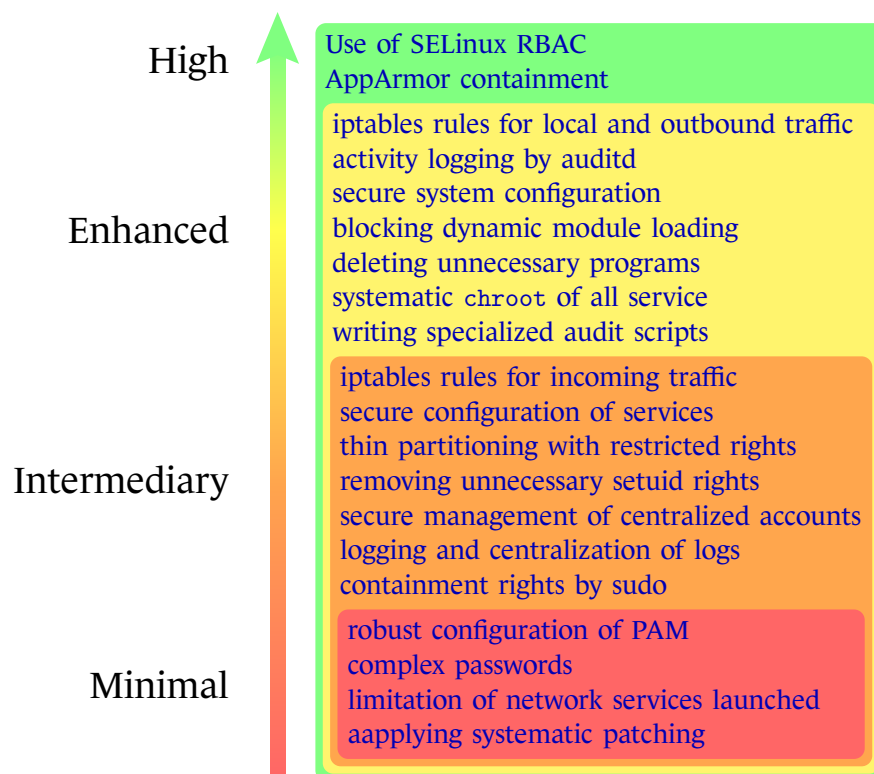 High
Use of SELinux RBAC
AppArmor containment
Enhanced
iptables rules for local and outbound traffic
activity logging by auditd
secure system configuration
blocking dynamic module loading
deleting unnecessary programs
systematic chroot of all service
writing specialized audit scripts
Intermediary
iptables rules for incoming traffic
secure configuration of services
thin partitioning with restricted rights
removing unnecessary setuid rights
secure management of centralized accounts
logging and centralization of logs
containment rights by sudo
Minimal
robust configuration of PAM
complex passwords
limitation of network services launched
aapplying systematic patching